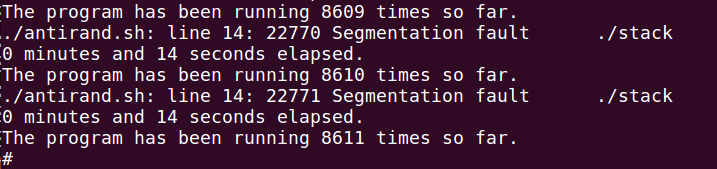 The program has been running 8609 times so far.
./antirand.sh: line 14: 22770 Segmentation fault      ./stack
0 minutes and 14 seconds elapsed.
The program has been running 8610 times so far.
./antirand.sh: line 14: 22771 Segmentation fault      ./stack
0 minutes and 14 seconds elapsed.
The program has been running 8611 times so far.
#